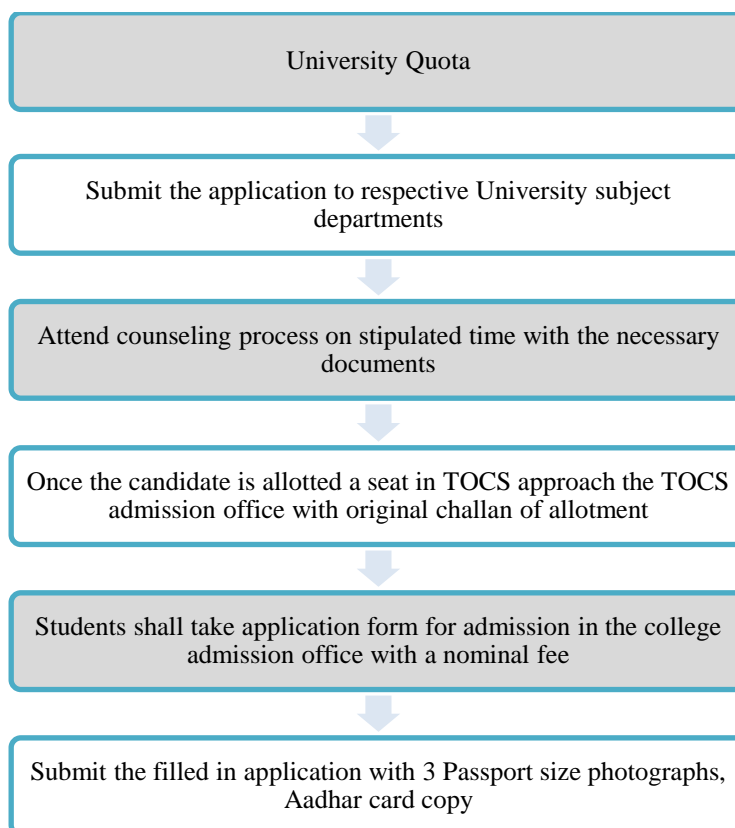 University Quota
Submit the application to respective University subject
departments
Attend counseling process on stipulated time with the necessary
documents
Once the candidate is allotted a seat in TOCS approach the TOCS
admission office with original challan of allotment
Students shall take application form for admission in the college
admission office with a nominal fee
Submit the filled in application with 3 Passport size photographs,
Aadhar card copy